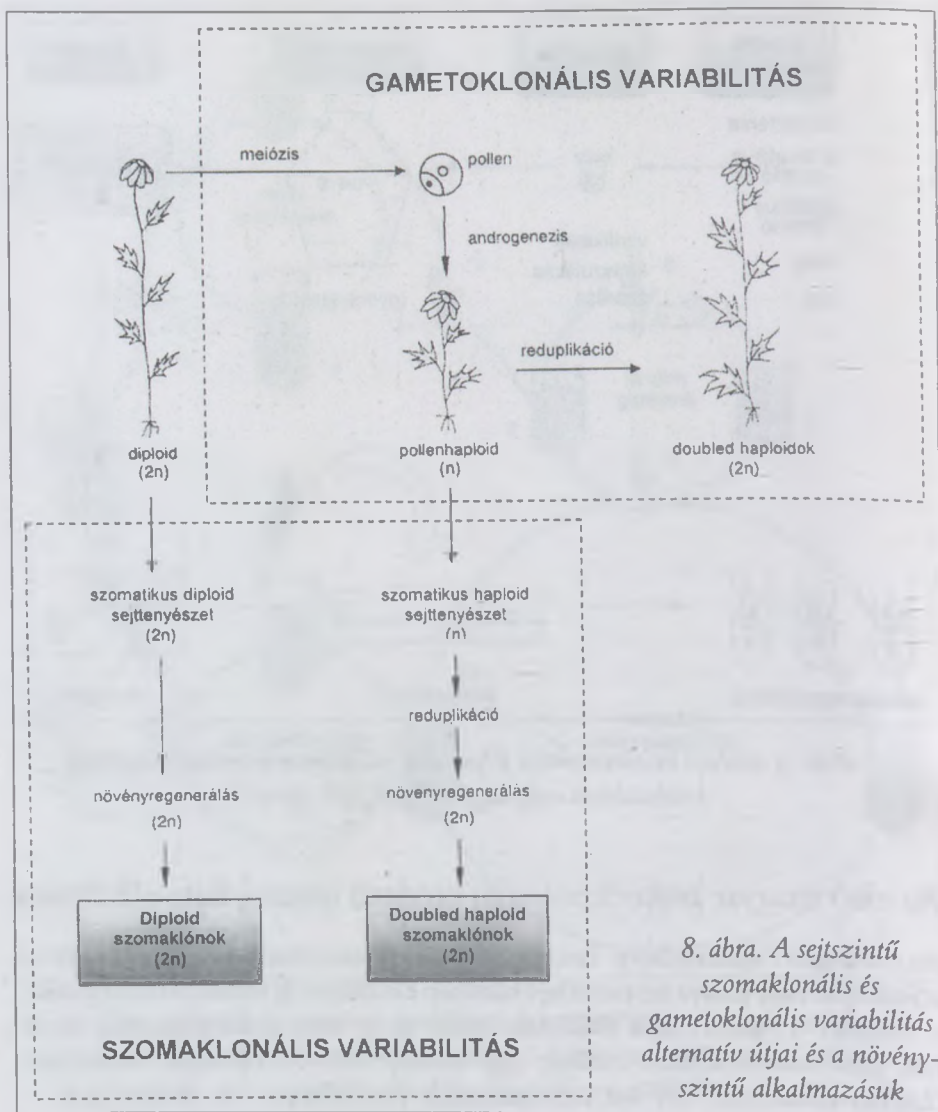 GAMETOKLONÁLIS VARIABILITÁS
meiózis
pollen
androgenezis
reduplikáció
diploid
(2n)
pollenhaploid
(n)
doubled haploidok
(2n)
szomatikus diploid
sejttenyészet
(2n)
szomatikus haploid
sejttenyészet
(n)
reduplikáció
növényregenerálás
(2n)
növényregenerálás
(2n)
Diploid
szomaklónok
(2n)
Doubled haploid
szomaklónok
(2n)
SZOMAKLONÁLIS VARIABILITÁS
8. ábra. A sejtszintű
szomaklonális és
gametoklonális variabilitás
alternatív útjai és a növény-
szintű alkalmazásuk